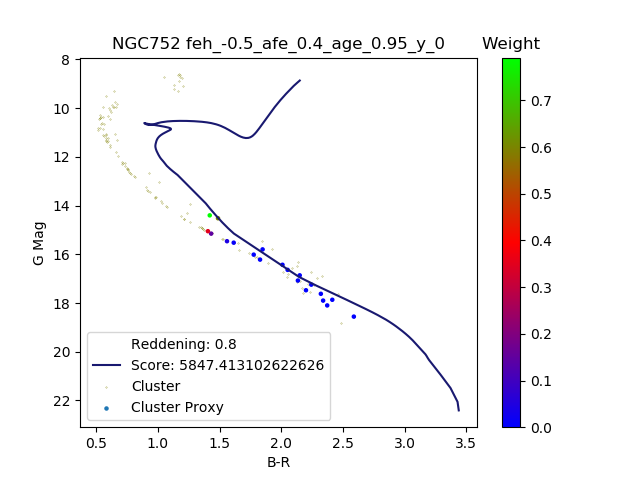 NGC752 feh_-0.5_afe_0.4_age_0.95_y_0
Weight
8
10
12
14
16
18
20
22
G Mag
0.5
1.0
1.5
2.0
2.5
3.0
3.5
B-R
Reddening: 0.8
Score: 5847.413102622626
Cluster
Cluster Proxy
0.7
0.6
0.5
0.4
0.3
0.2
0.1
0.0